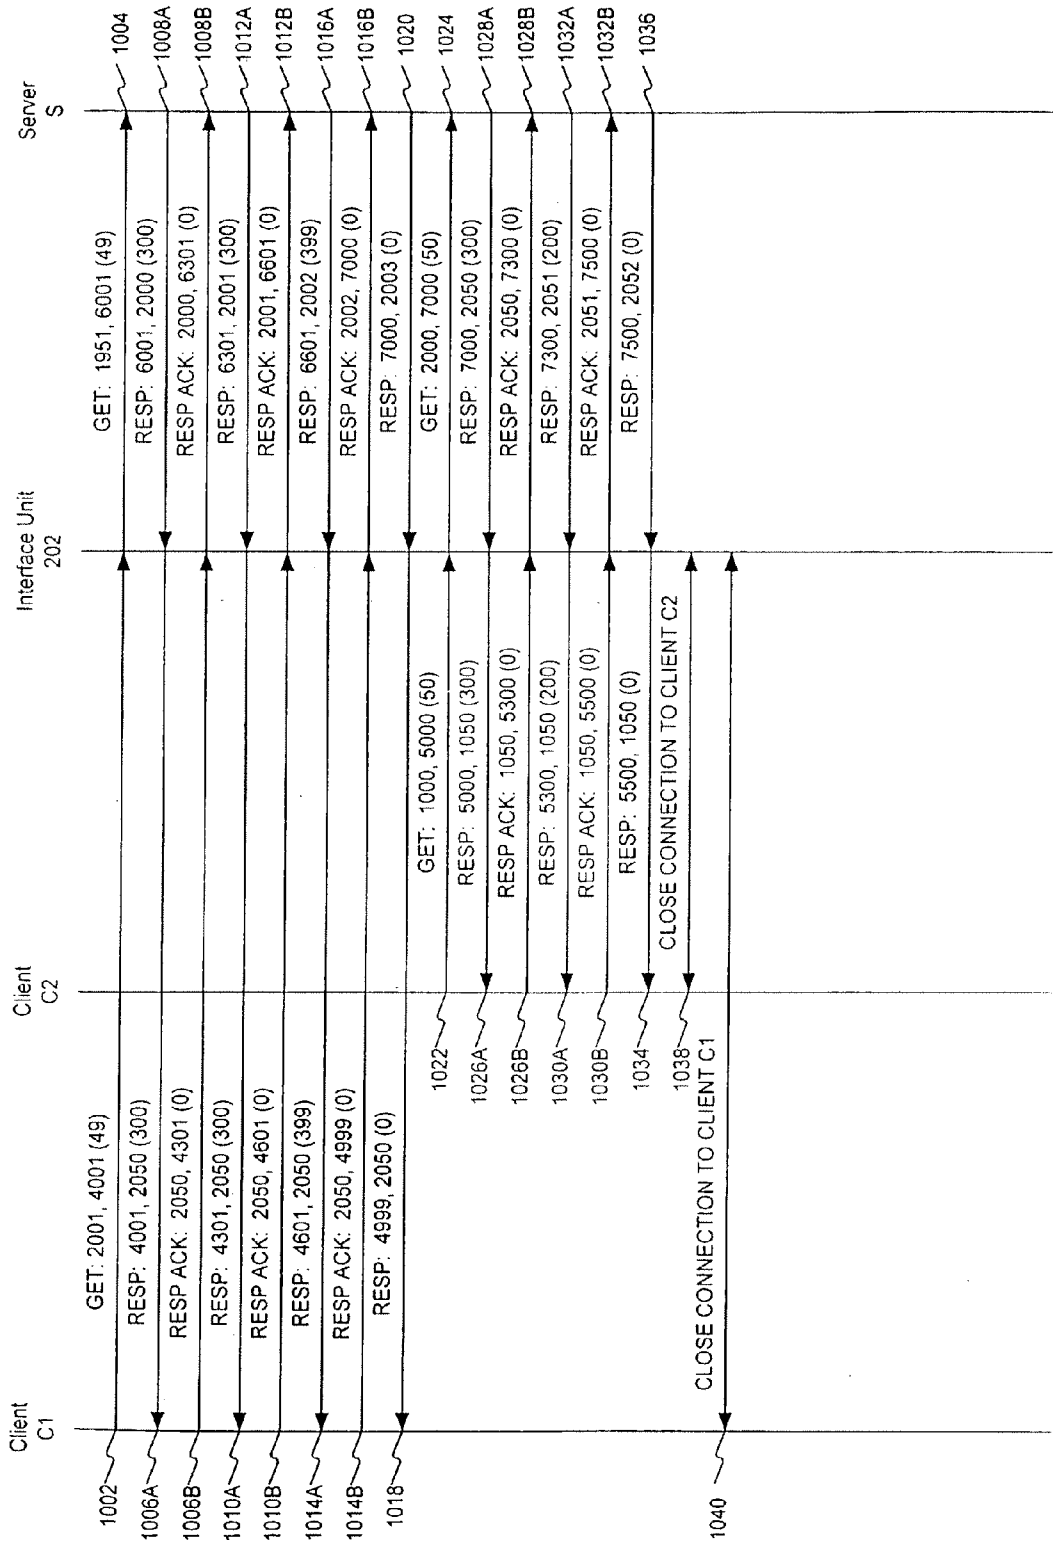 Client
C1
Client
C2
Interface Unit
202
Server
S
1002
GET: 2001, 4001 (49)
GET: 1951, 6001 (49)
1004
1006A
RESP: 4001, 2050 (300)
RESP: 6001, 2000 (300)
1008A
1006B
RESP ACK: 2050, 4301 (0)
RESP ACK: 2000, 6301 (0)
1008B
1010A
RESP: 4301, 2050 (300)
RESP: 6301, 2001 (300)
1012A
1010B
RESP ACK: 2050, 4601 (0)
RESP ACK: 2001, 6601 (0)
1012B
1014A
RESP: 4601, 2050 (399)
RESP: 6601, 2002 (399)
1016A
1014B
RESP ACK: 2050, 4999 (0)
RESP ACK: 2002, 7000 (0)
1016B
1018
RESP: 4999, 2050 (0)
RESP: 7000, 2003 (0)
1020
1022
GET: 1000, 5000 (50)
GET: 2000, 7000 (50)
1024
1026A
RESP: 5000, 1050 (300)
RESP: 7000, 2050 (300)
1028A
1026B
RESP ACK: 1050, 5300 (0)
RESP ACK: 2050, 7300 (0)
1028B
1030A
RESP: 5300, 1050 (200)
RESP: 7300, 2051 (200)
1032A
1030B
RESP ACK: 1050, 5500 (0)
RESP ACK: 2051, 7500 (0)
1032B
1034
RESP: 5500, 1050 (0)
RESP: 7500, 2052 (0)
1036
1038
CLOSE CONNECTION TO CLIENT C2
1040
CLOSE CONNECTION TO CLIENT C1